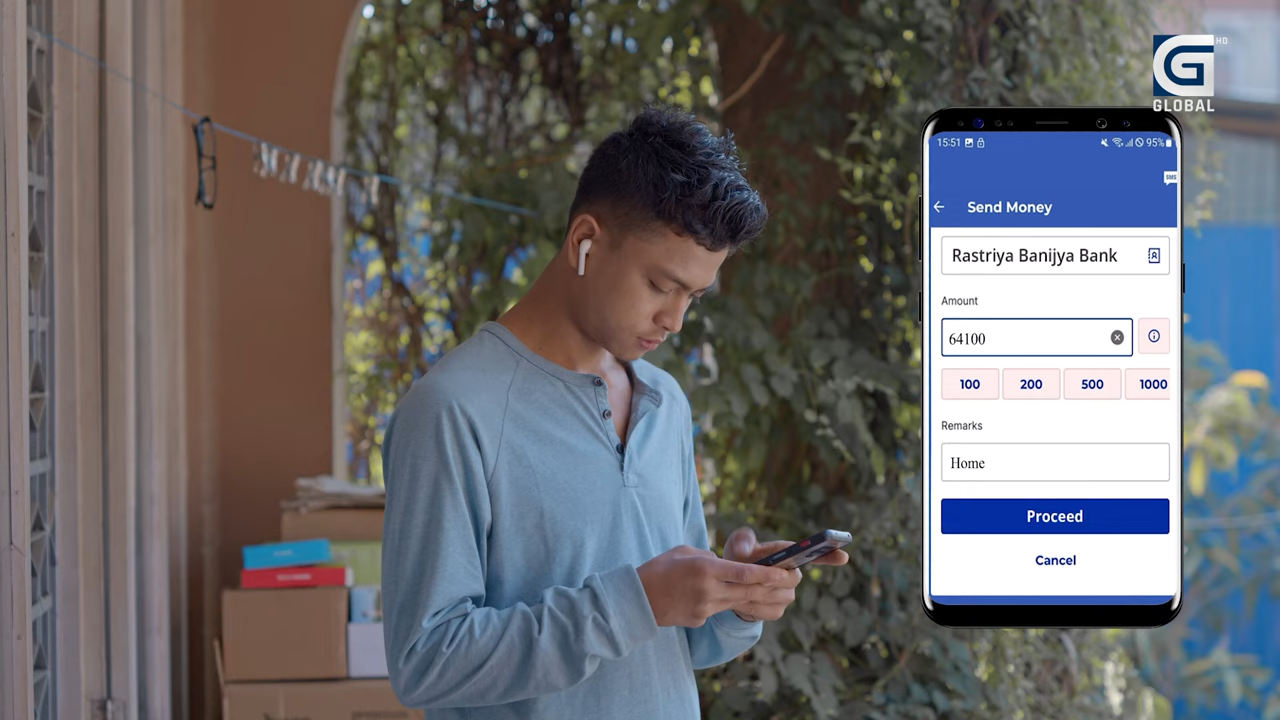 G HD
GLOBAL
15:51 95%
SMS
Send Money
Rastriya Banijya Bank
Amount
64100
100 200 500 1000
Remarks
Home
Proceed
Cancel